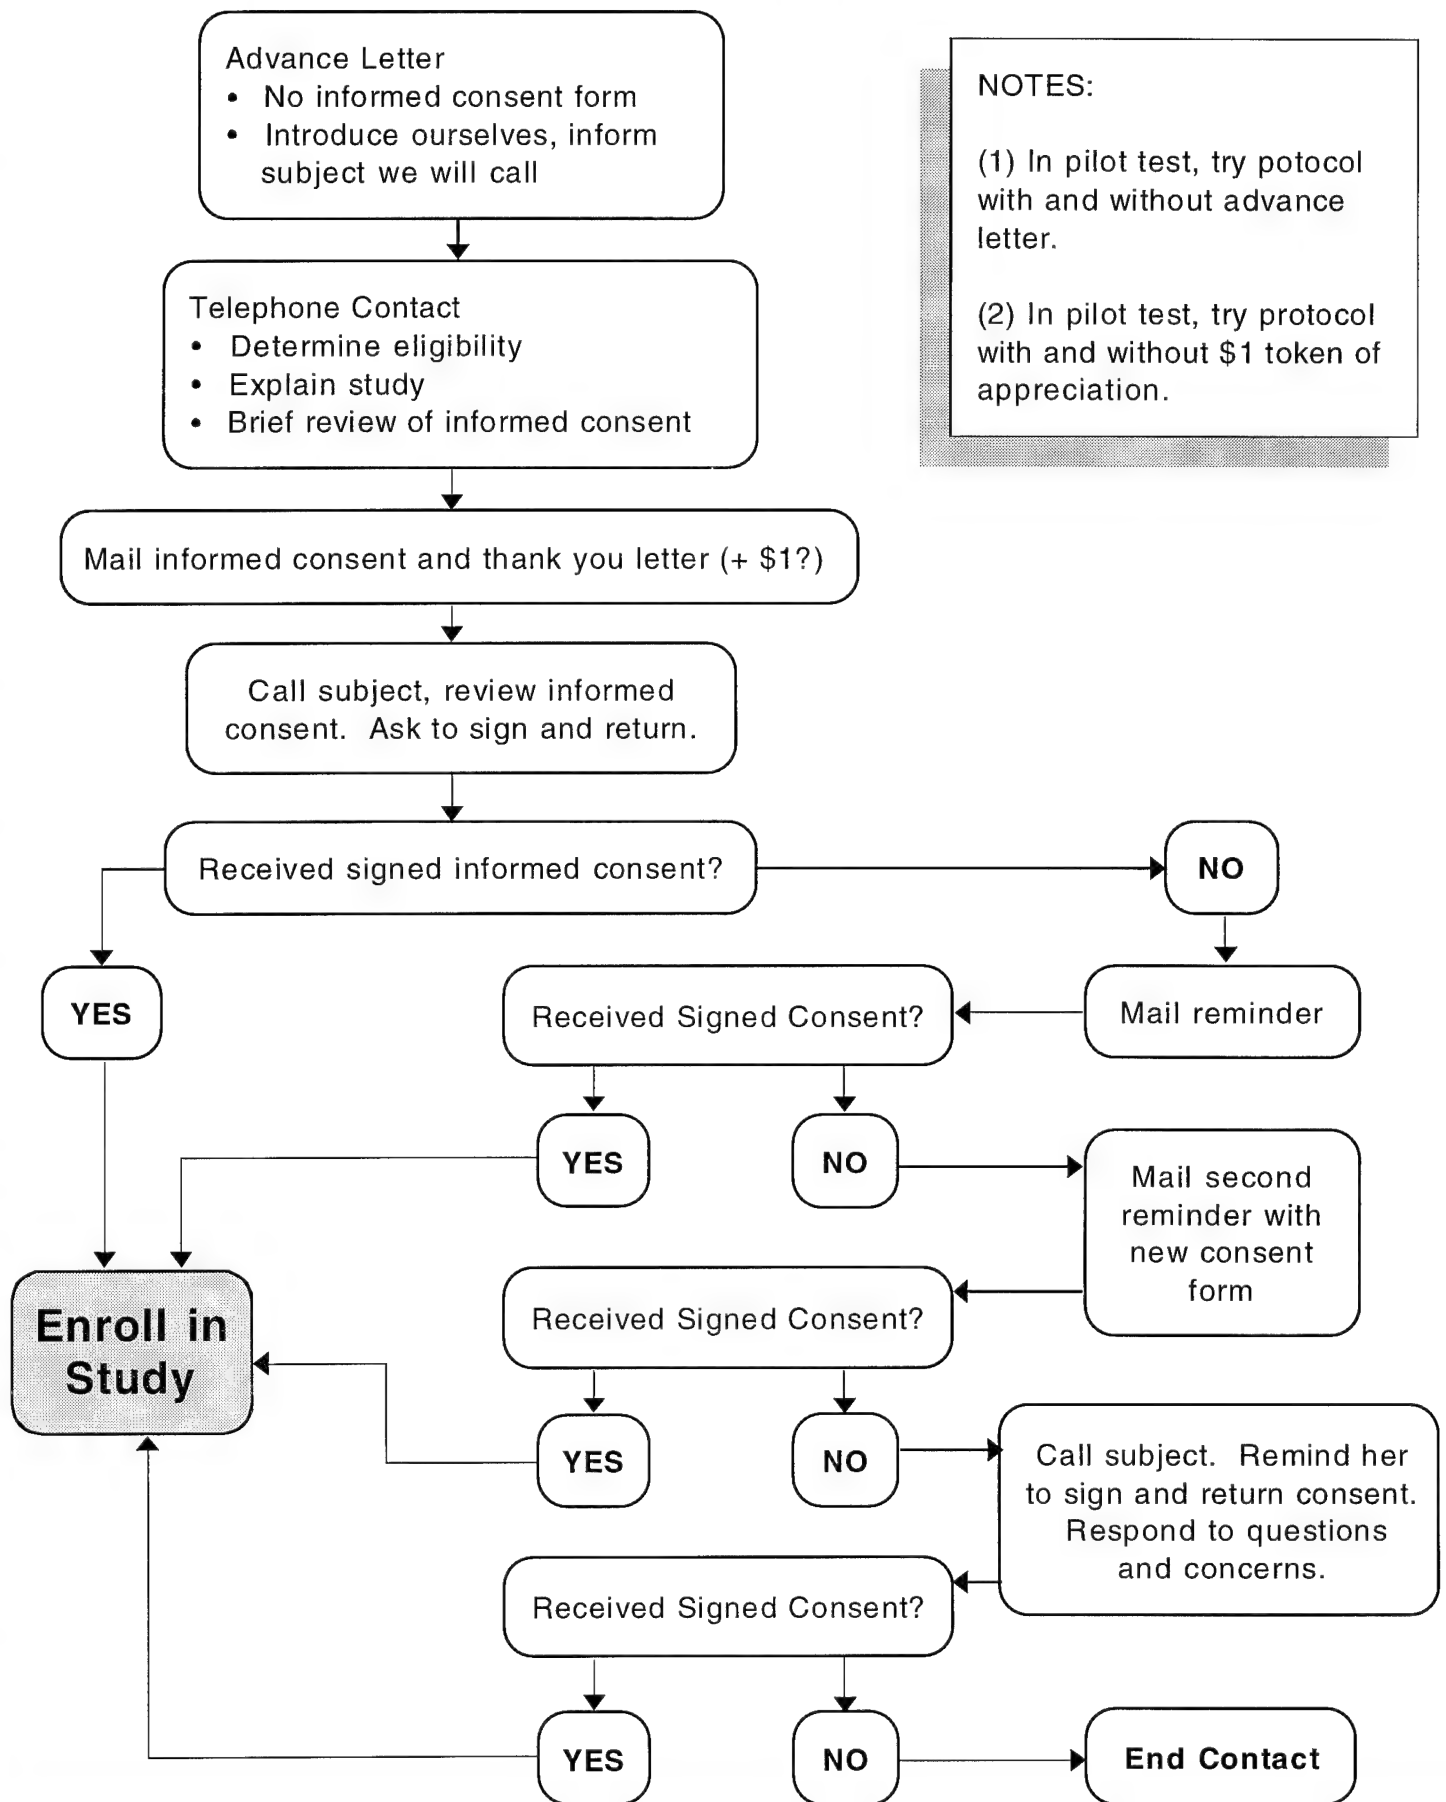 Advance Letter
• No informed consent form
• Introduce ourselves, inform
subject we will call
NOTES:
(1) In pilot test, try potocol
with and without advance
letter.
(2) In pilot test, try protocol
with and without $1 token of
appreciation.
Telephone Contact
• Determine eligibility
• Explain study
• Brief review of informed consent
Mail informed consent and thank you letter (+ $1?)
Call subject, review informed
consent. Ask to sign and return.
Received signed informed consent?
NO
YES
Received Signed Consent?
Mail reminder
YES
NO
Mail second
reminder with
new consent
form
Enroll in
Study
Received Signed Consent?
YES
NO
Call subject. Remind her
to sign and return consent.
Respond to questions
and concerns.
Received Signed Consent?
YES
NO
End Contact